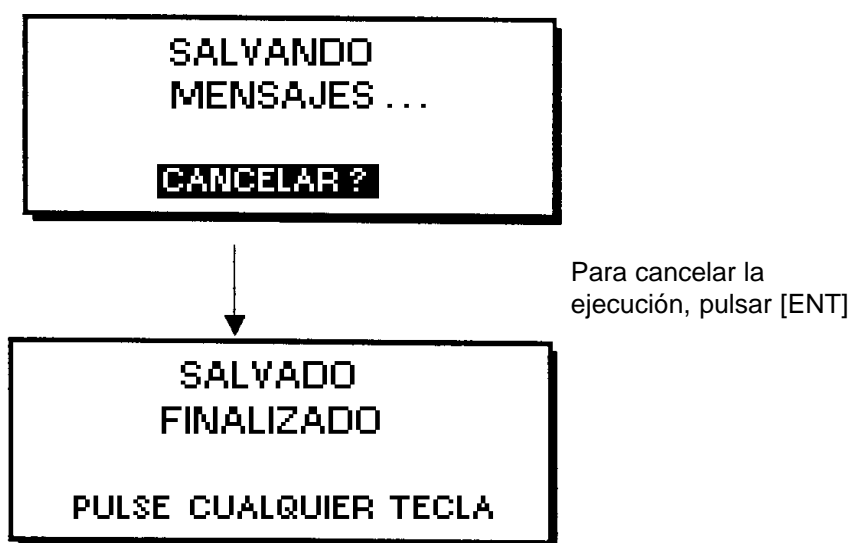 SALVANDO
MENSAJES ...
CANCELAR ?
Para cancelar la
ejecución, pulsar [ENT]
SALVADO
FINALIZADO
PULSE CUALQUIER TECLA